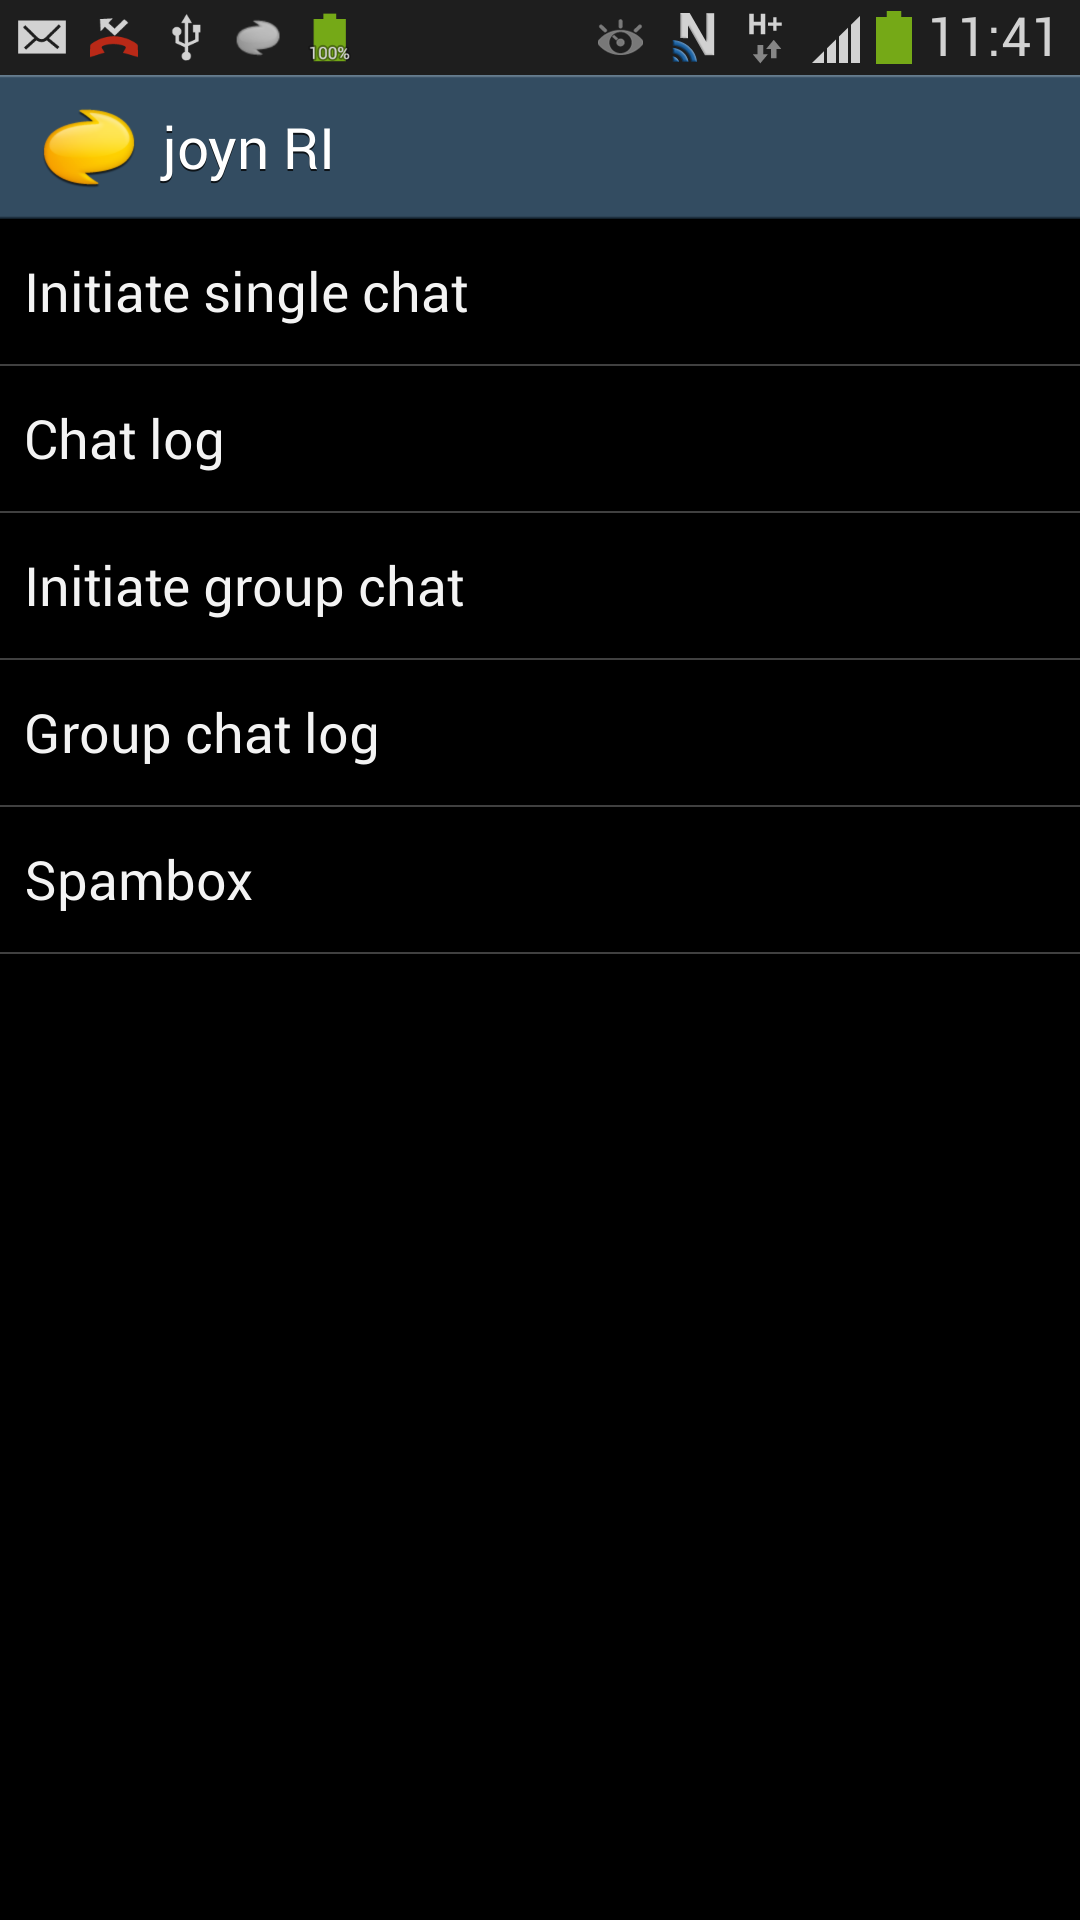 100% N H+ 11:41
joyn RI
Initiate single chat
Chat log
Initiate group chat
Group chat log
Spambox